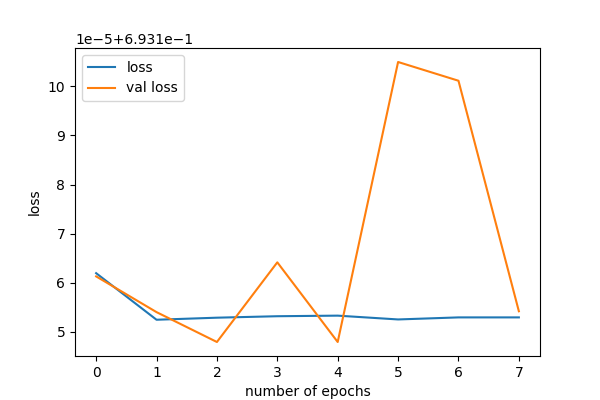 1e−5+6.931e−1
loss
val loss
10
9
8
7
6
5
loss
0 1 2 3 4 5 6 7
number of epochs